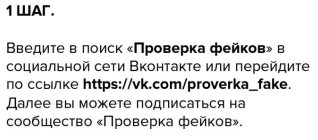 1 ШАГ.
Введите в поиск «Проверка фейков» в
социальной сети Вконтакте или перейдите
по ссылке https://vk.com/proverka_fake.
Далее вы можете подписаться на
сообщество «Проверка фейков».